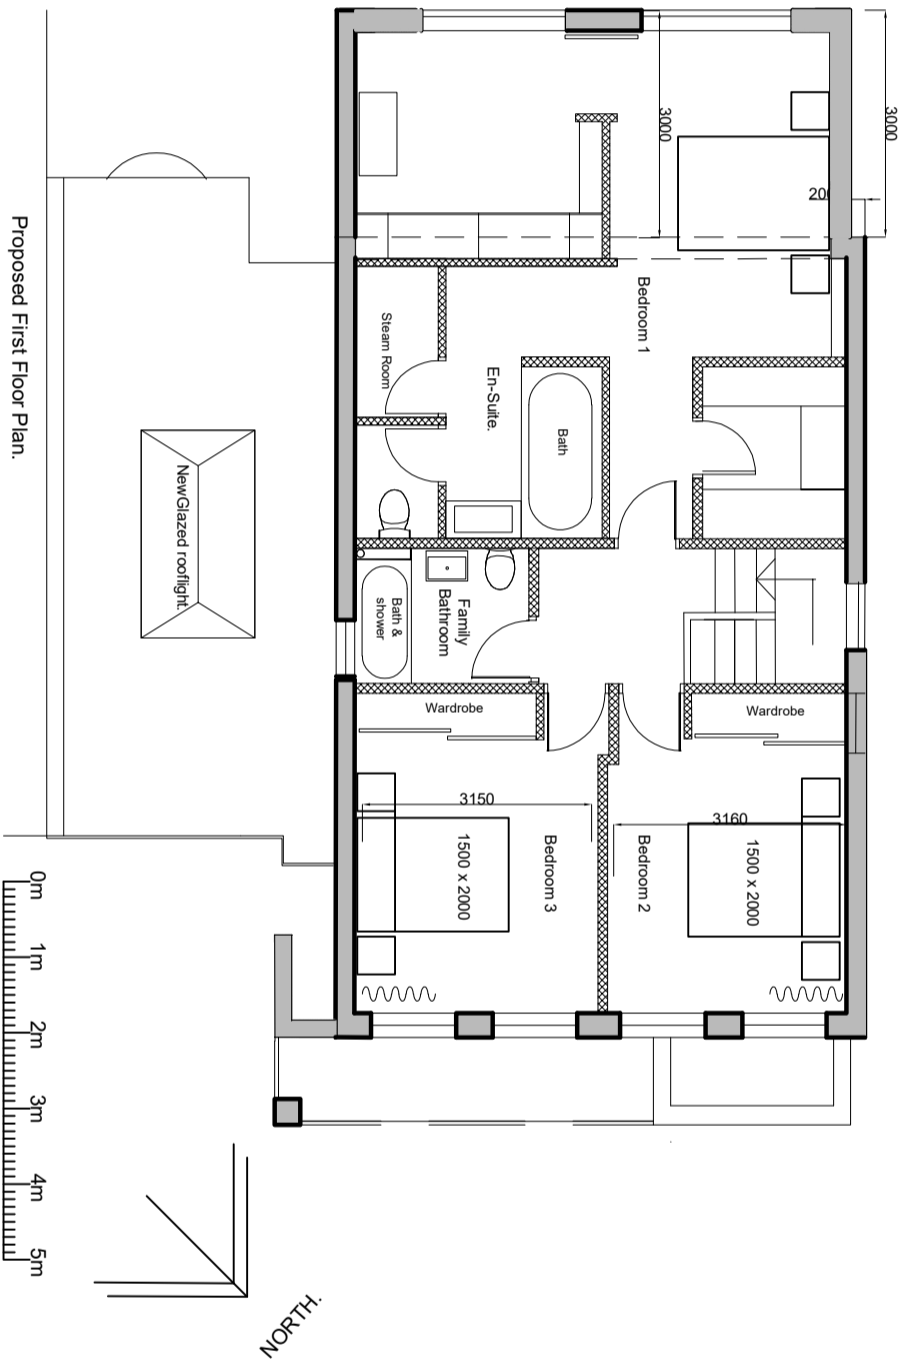 3000
3000
200
Bedroom 1
Steam Room
En-Suite.
Bath
Proposed First Floor Plan.
NewGlazed rooflight.
Family
Bathroom
Bath &
shower
Wardrobe
Wardrobe
3150
3160
1500 x 2000
1500 x 2000
Bedroom 3
Bedroom 2
0m
1m
2m
3m
4m
5m
NORTH.